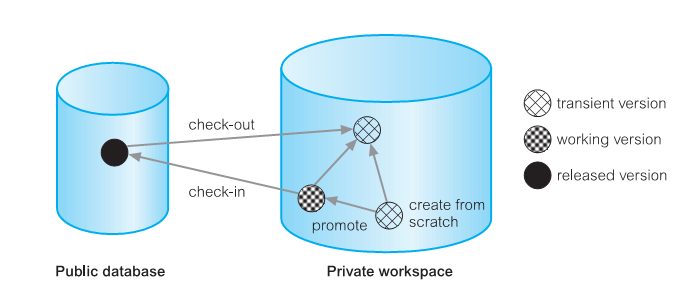 check-out
check-in
promote
create from
scratch
transient version
working version
released version
Public database
Private workspace